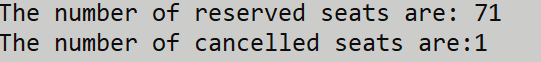 The number of reserved seats are: 71
The number of cancelled seats are:1